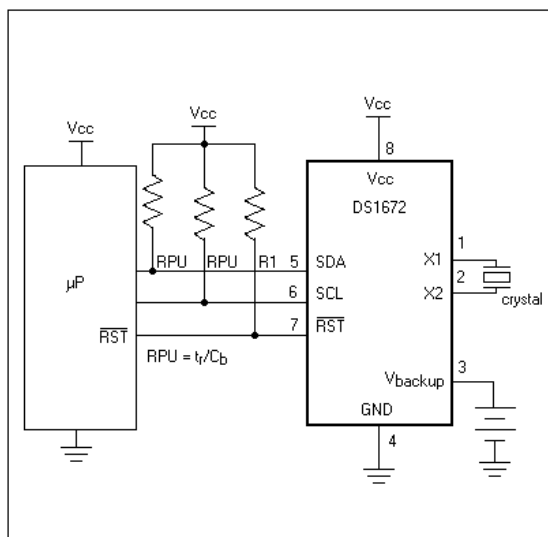 Vcc
Vcc
Vcc
8
Vcc
DS1672
RPU
RPU
R1
5
SDA
X1
1
µP
6
SCL
X2
2
crystal
RST
7
RST
RPU = tr/Cb
Vbackup
3
GND
4